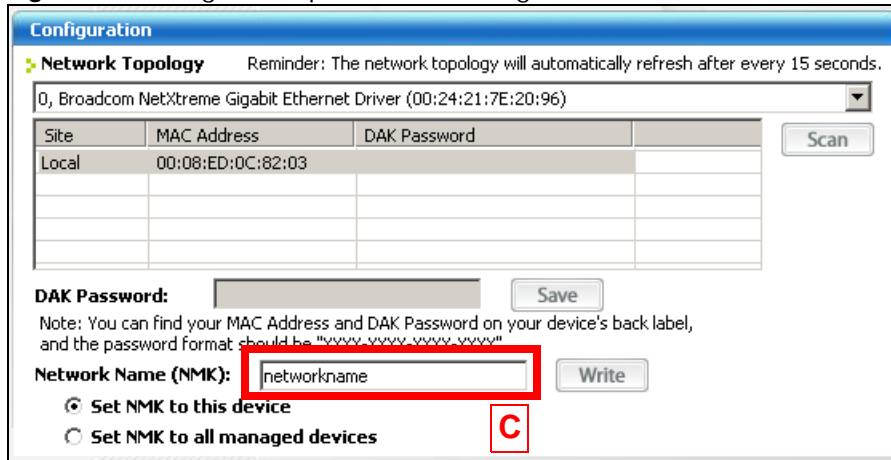 Configuration
Network Topology Reminder: The network topology will automatically refresh after every 15 seconds.
0, Broadcom NetXtreme Gigabit Ethernet Driver (00:24:21:7E:20:96)
Site MAC Address DAK Password
Scan
Local 00:08:ED:0C:82:03
DAK Password: Save
Note: You can find your MAC Address and DAK Password on your device's back label,
and the password format should be "XXXX-XXXX-XXXX-XXXX"
Network Name (NMK): networkname Write
Set NMK to this device
C
Set NMK to all managed devices